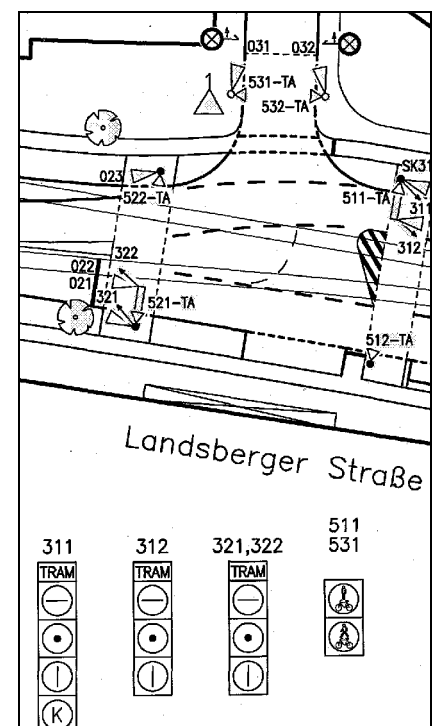 031 032
1
531-TA
532-TA
SK31
023
522-TA
511-TA
311
312
322
022
021
321
521-TA
512-TA
Landsberger Straße
511
311 312 321,322 531
TRAM TRAM TRAM
K